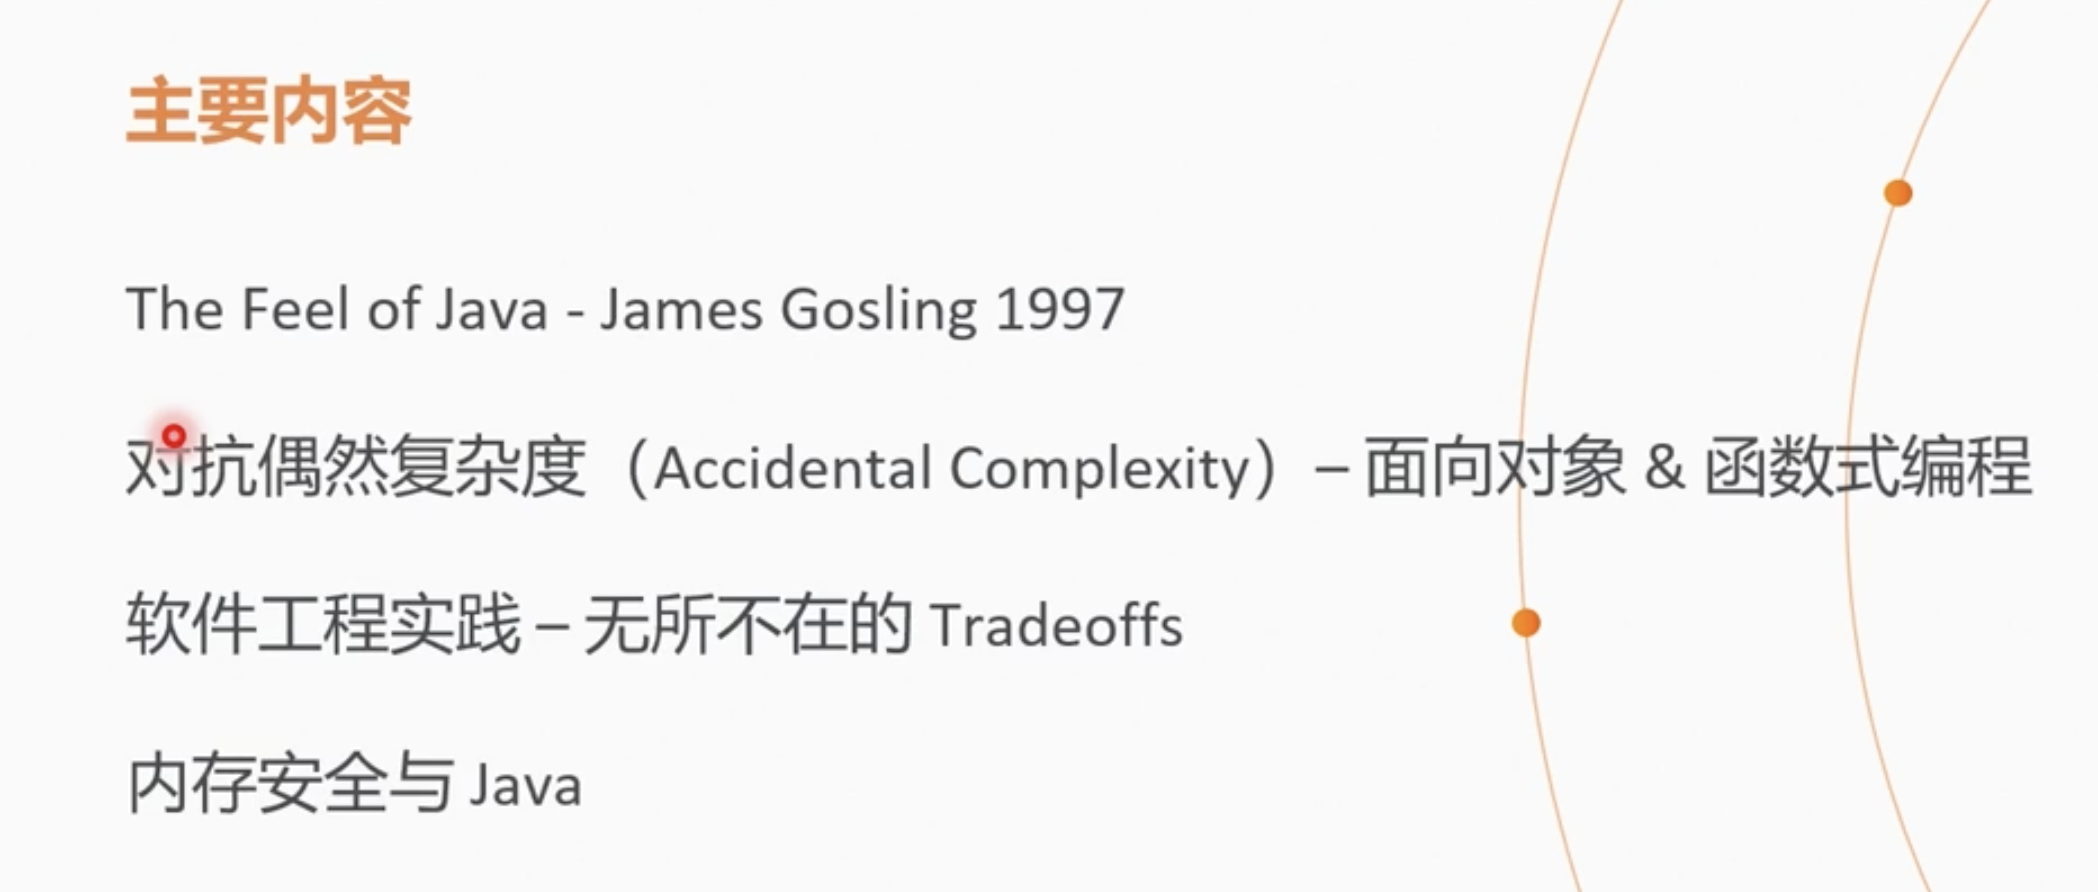 主要内容
The Feel of Java - James Gosling 1997
对抗偶然复杂度（Accidental Complexity）– 面向对象 & 函数式编程
软件工程实践 – 无所不在的 Tradeoffs
内存安全与 Java